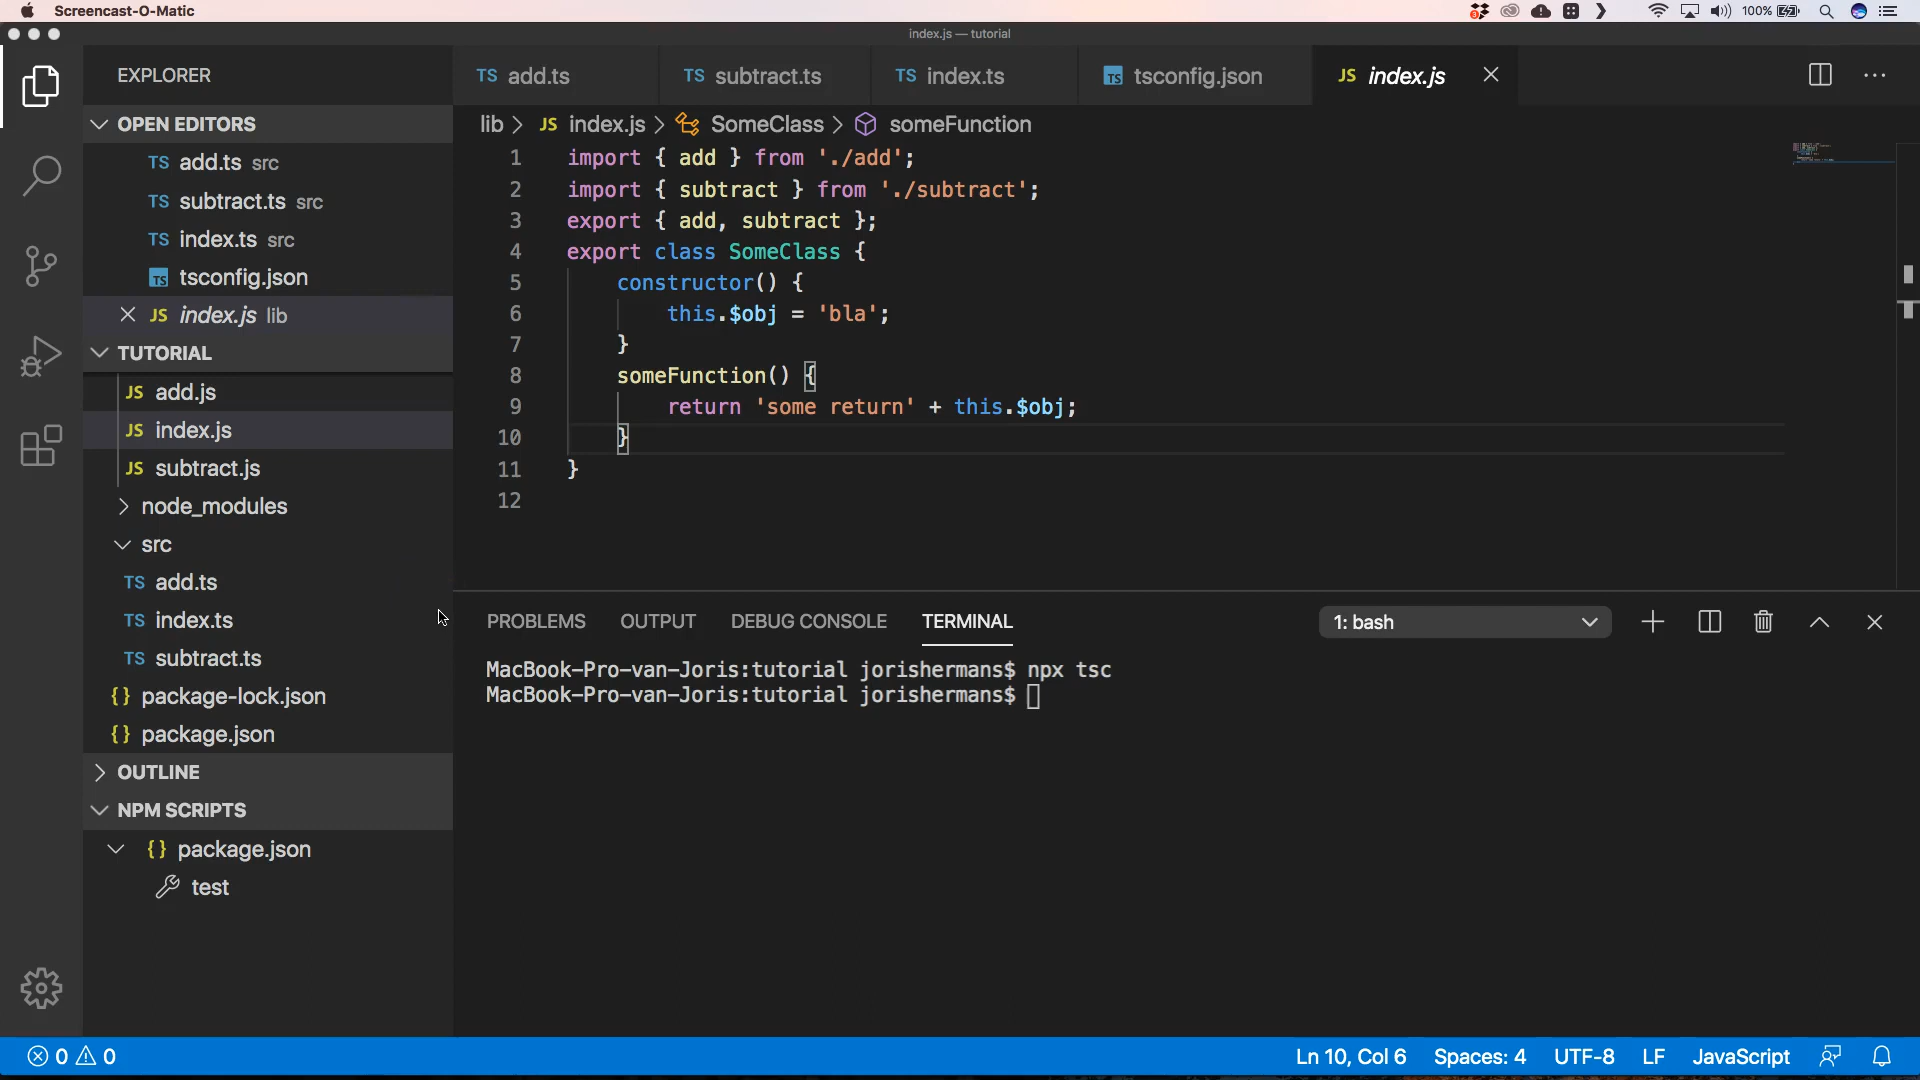 Screencast-O-Matic
100%
index.js — tutorial
EXPLORER
OPEN EDITORS
TS add.ts src
TS subtract.ts src
TS index.ts src
TS tsconfig.json
JS index.js lib
TUTORIAL
JS add.js
JS index.js
JS subtract.js
node_modules
src
TS add.ts
TS index.ts
TS subtract.ts
{} package-lock.json
{} package.json
OUTLINE
NPM SCRIPTS
{} package.json
test
TS add.ts
TS subtract.ts
TS index.ts
TS tsconfig.json
JS index.js
lib > JS index.js > SomeClass > someFunction
1 import { add } from './add';
2 import { subtract } from './subtract';
3 export { add, subtract };
4 export class SomeClass {
5 constructor() {
6 this.$obj = 'bla';
7 }
8 someFunction() {
9 return 'some return' + this.$obj;
10 }
11 }
12
PROBLEMS OUTPUT DEBUG CONSOLE TERMINAL
1: bash
MacBook-Pro-van-Joris:tutorial jorishermans$ npx tsc
MacBook-Pro-van-Joris:tutorial jorishermans$
0 0
Ln 10, Col 6 Spaces: 4 UTF-8 LF JavaScript